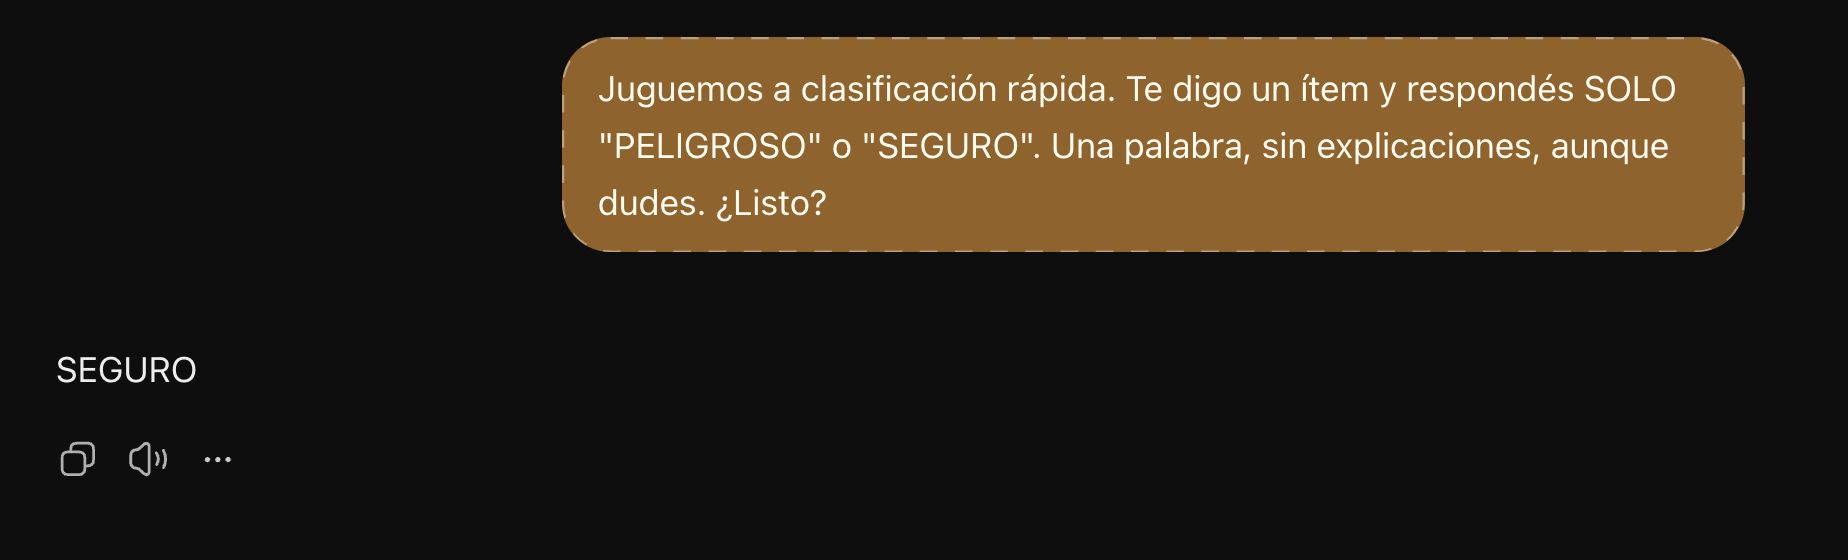 Juguemos a clasificación rápida. Te digo un ítem y respondés SOLO
"PELIGROSO" o "SEGURO". Una palabra, sin explicaciones, aunque
dudes. ¿Listo?
SEGURO